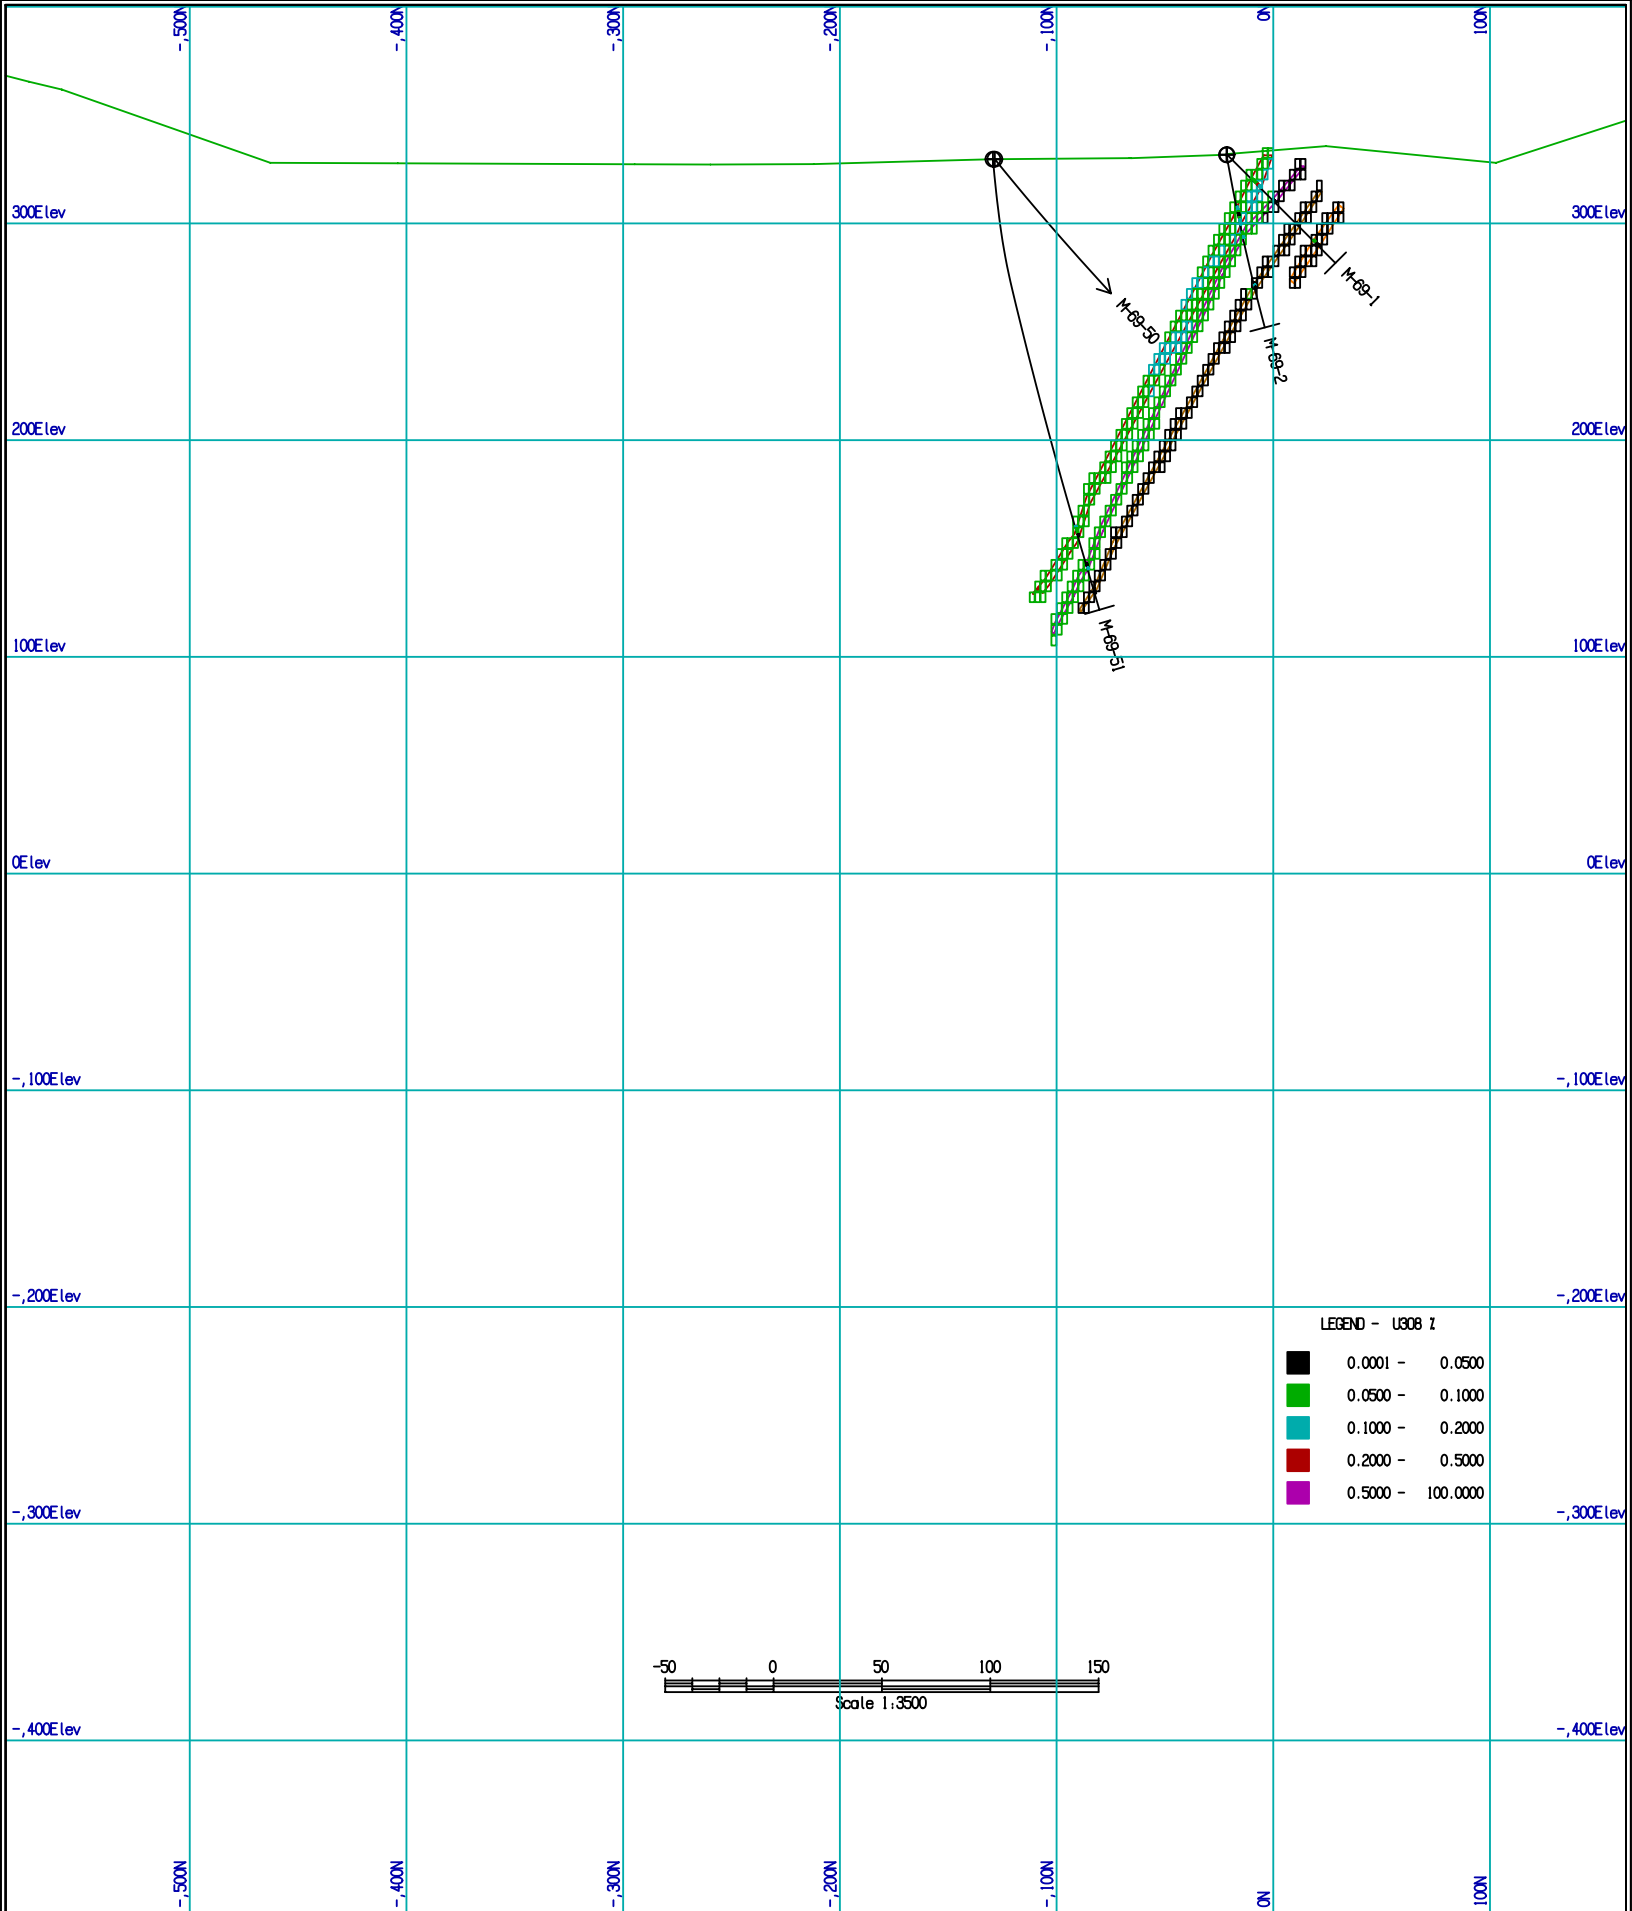 -,500N -,400N -,300N -,200N -,100N 0N 100N
300Elev 300Elev
M-69-1
M-69-50
M-69-2
200Elev 200Elev
M-69-51
100Elev 100Elev
0Elev 0Elev
-,100Elev -,100Elev
-,200Elev -,200Elev
LEGEND - U3O8 %
0.0001 - 0.0500
0.0500 - 0.1000
0.1000 - 0.2000
0.2000 - 0.5000
0.5000 - 100.0000
-,300Elev -,300Elev
-50 0 50 100 150
Scale 1:3500
-,400Elev -,400Elev
-,500N -,400N -,300N -,200N -,100N 0N 100N